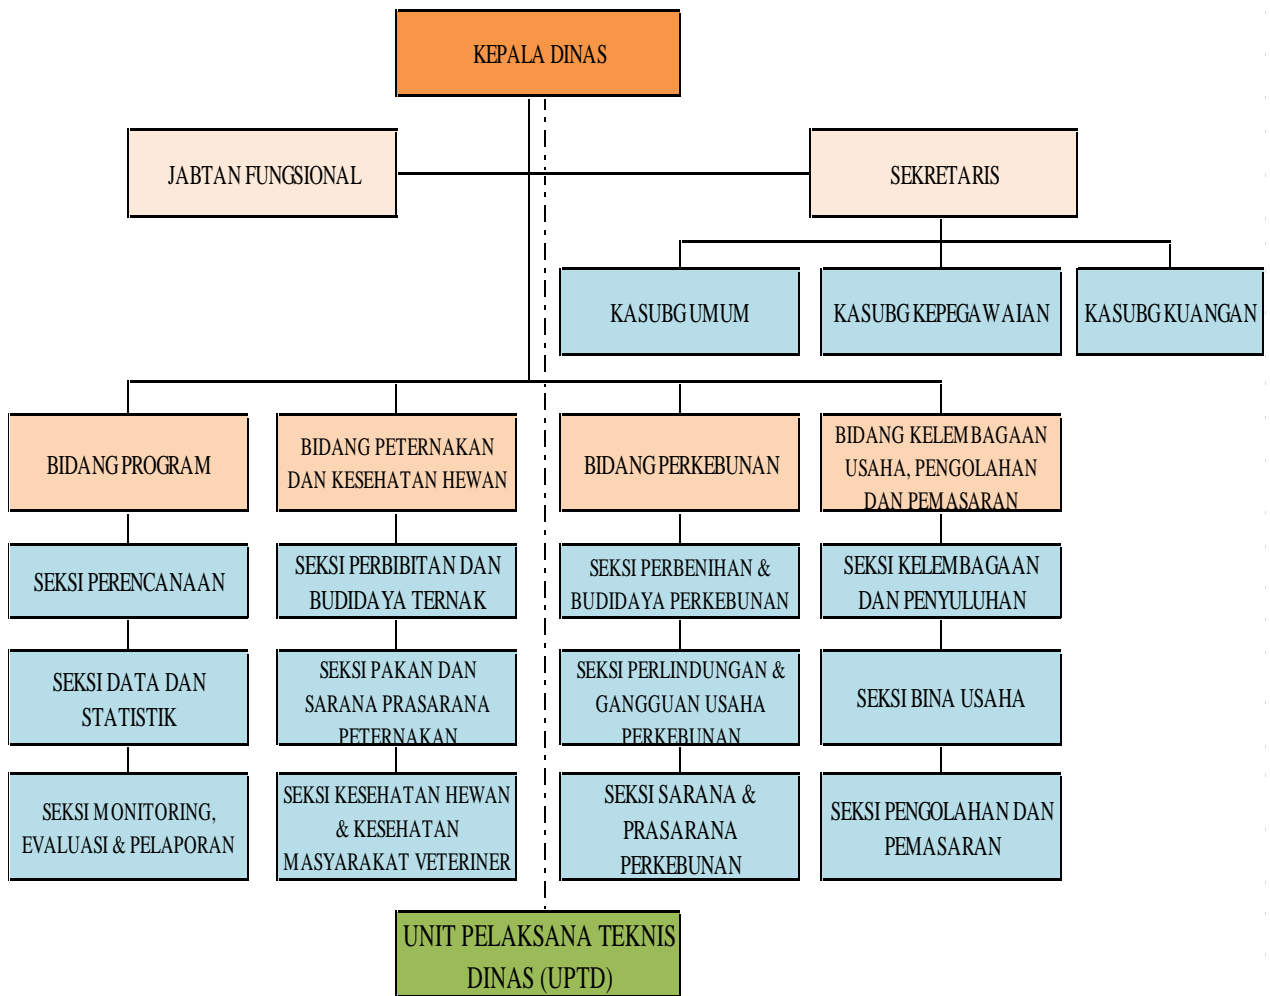 KEPALA DINAS
JABTAN FUNGSIONAL
SEKRETARIS
KASUBG UMUM
KASUBG KEPEGAWAIAN
KASUBG KUANGAN
BIDANG PROGRAM
BIDANG PETERNAKAN
DAN KESEHATAN HEWAN
BIDANG PERKEBUNAN
BIDANG KELEMBAGAAN
USAHA, PENGOLAHAN
DAN PEMASARAN
SEKSI PERENCANAAN
SEKSI PERBIBITAN DAN
BUDIDAYA TERNAK
SEKSI PERBENIHAN &
BUDIDAYA PERKEBUNAN
SEKSI KELEMBAGAAN
DAN PENYULUHAN
SEKSI DATA DAN
STATISTIK
SEKSI PAKAN DAN
SARANA PRASARANA
PETERNAKAN
SEKSI PERLINDUNGAN &
GANGGUAN USAHA
PERKEBUNAN
SEKSI BINA USAHA
SEKSI MONITORING,
EVALUASI & PELAPORAN
SEKSI KESEHATAN HEWAN
& KESEHATAN
MASYARAKAT VETERINER
SEKSI SARANA &
PRASARANA
PERKEBUNAN
SEKSI PENGOLAHAN DAN
PEMASARAN
UNIT PELAKSANA TEKNIS
DINAS (UPTD)